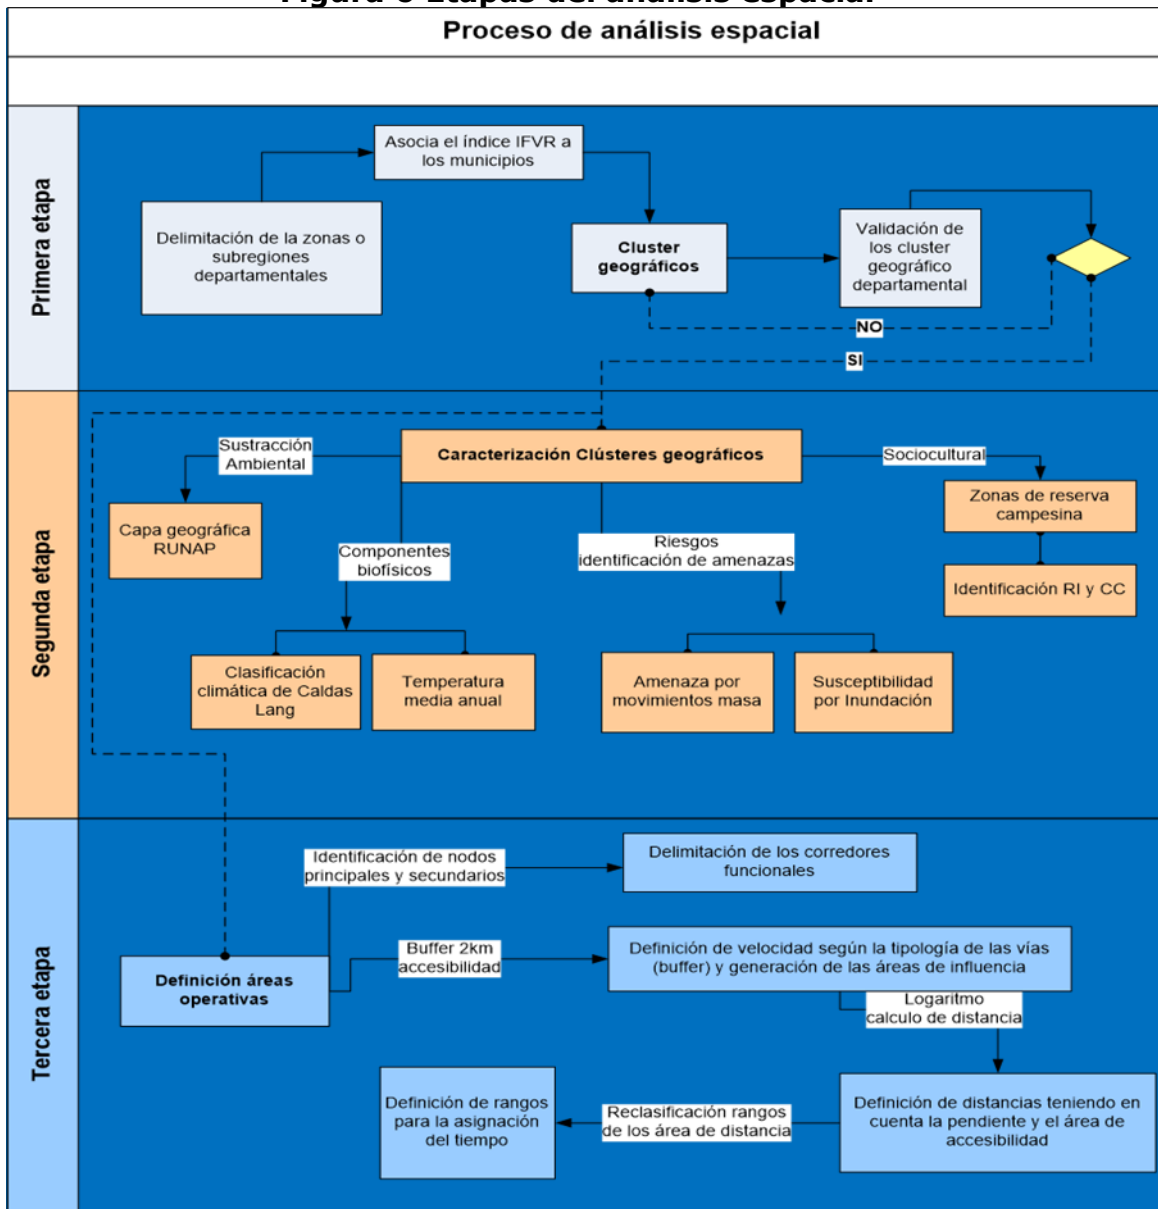 Figura 6 Etapas del análisis espacial
Proceso de análisis espacial
Primera etapa
Asocia el índice IFVR a
los municipios
Delimitación de la zonas o
subregiones
departamentales
Cluster
geográficos
Validación de
los cluster
geográfico
departamental
NO
SI
Segunda etapa
Sustracción
Ambiental
Caracterización Clústeres geográficos
Sociocultural
Capa geográfica
RUNAP
Zonas de reserva
campesina
Componentes
biofísicos
Riesgos
identificación de amenazas
Identificación RI y CC
Clasificación
climática de Caldas
Lang
Temperatura
media anual
Amenaza por
movimientos masa
Susceptibilidad
por Inundación
Tercera etapa
Identificación de nodos
principales y secundarios
Delimitación de los corredores
funcionales
Definición áreas
operativas
Buffer 2km
accesibilidad
Definición de velocidad según la tipología de las vías
(buffer) y generación de las áreas de influencia
Logaritmo
calculo de distancia
Definición de rangos
para la asignación
del tiempo
Reclasificación rangos
de los área de distancia
Definición de distancias teniendo en
cuenta la pendiente y el área de
accesibilidad